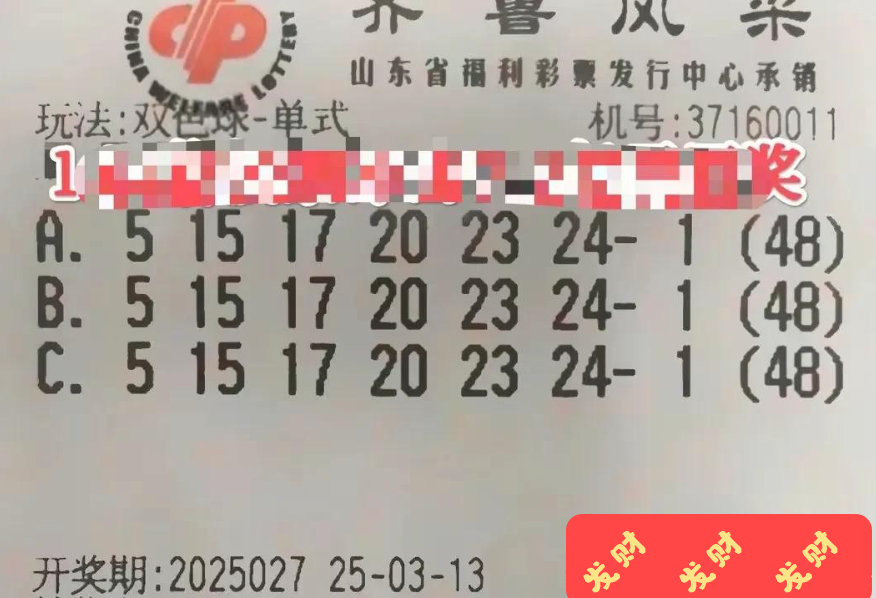 CHINA WELFARE LOTTERY
齐鲁风采
山东省福利彩票发行中心承销
玩法:双色球-单式 机号:37160011
1 奖
A. 5 15 17 20 23 24- 1 (48)
B. 5 15 17 20 23 24- 1 (48)
C. 5 15 17 20 23 24- 1 (48)
开奖期:2025027 25-03-13
发财 发财 发财